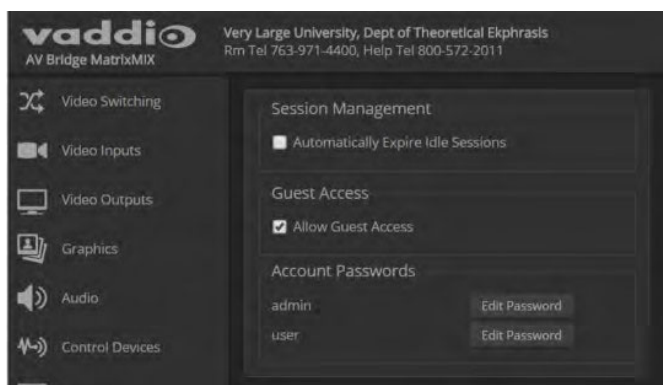 vaddio
AV Bridge MatrixMIX
Very Large University, Dept of Theoretical Ekphrasis
Rm Tel 763-971-4400, Help Tel 800-572-2011
Video Switching
Video Inputs
Video Outputs
Graphics
Audio
Control Devices
Session Management
Automatically Expire Idle Sessions
Guest Access
Allow Guest Access
Account Passwords
admin Edit Password
user Edit Password